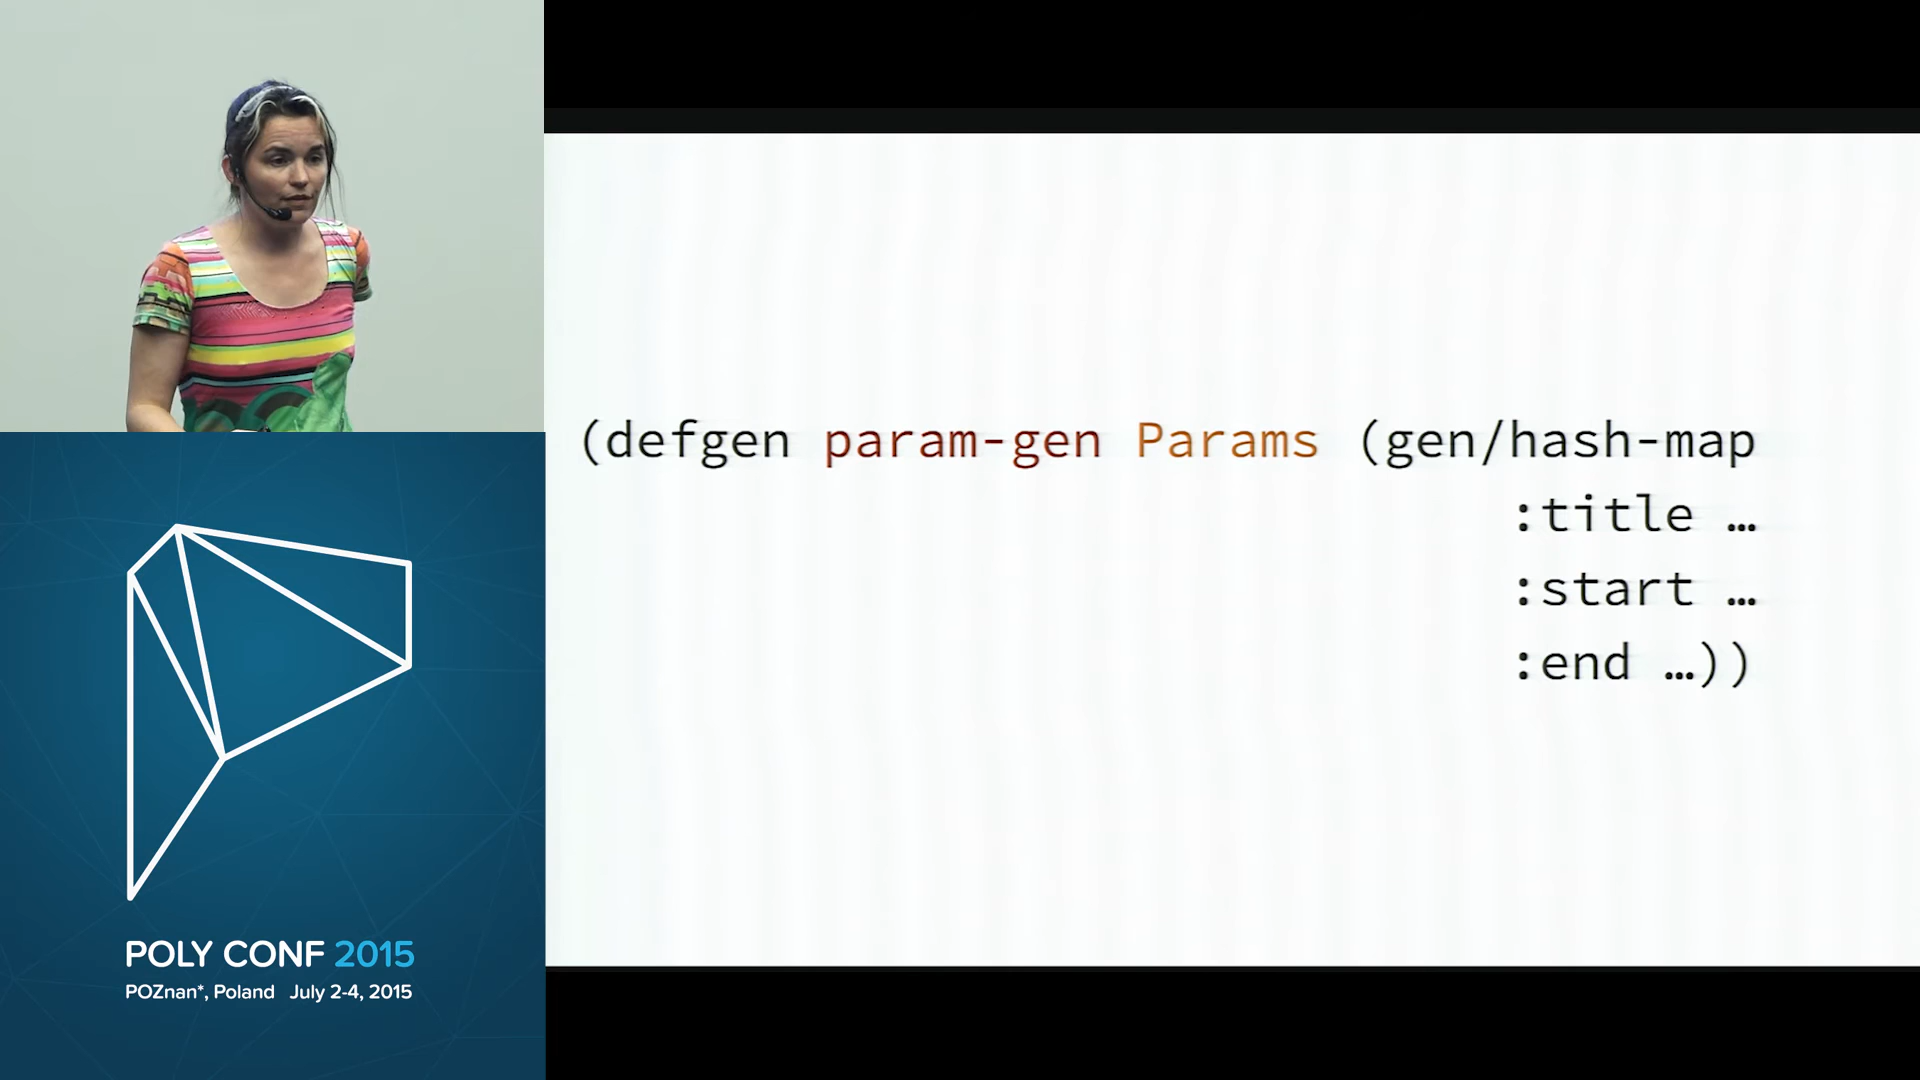 (defgen param-gen Params (gen/hash-map
:title …
:start …
:end …))
POLY CONF 2015
POZnan*, Poland July 2-4, 2015